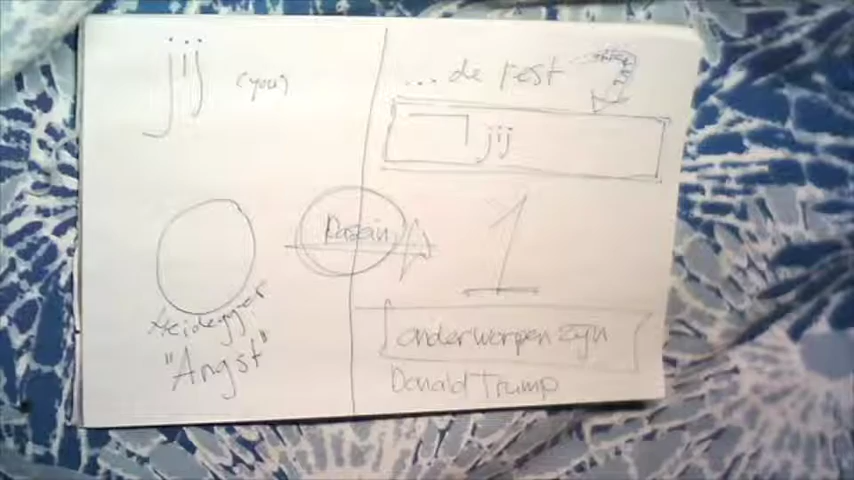 jij (you)
... de rest
jij
Dasein
1
Heidegger
"Angst"
onderworpen zijn
Donald Trump